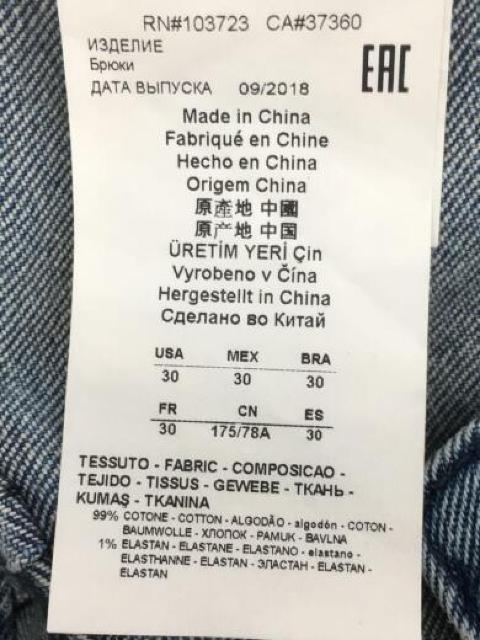 RN#103723 CA#37360
ИЗДЕЛИЕ
Брюки
ДАТА ВЫПУСКА 09/2018
EAC
Made in China
Fabriqué en Chine
Hecho en China
Origem China
原產地 中國
原产地 中国
ÜRETİM YERİ Çin
Vyrobeno v Čína
Hergestellt in China
Сделано во Китай
USA MEX BRA
30 30 30
FR CN ES
30 175/78A 30
TESSUTO - FABRIC - COMPOSICAO -
TEJIDO - TISSUS - GEWEBE - ТКАНЬ -
KUMAŞ - TKANINA
99% COTONE - COTTON - ALGODÃO - algodón - COTON -
BAUMWOLLE - ХЛОПОК - PAMUK - BAVLNA
1% ELASTAN - ELASTANE - ELASTANO - elastano -
ELASTHANNE - ELASTAN - ЭЛАСТАН - ELASTAN -
ELASTAN